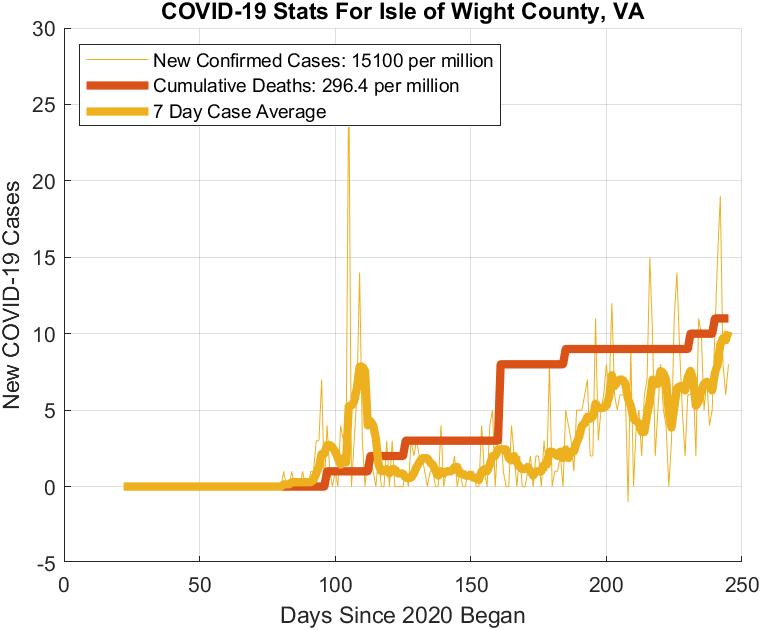 COVID-19 Stats For Isle of Wight County, VA
New Confirmed Cases: 15100 per million
Cumulative Deaths: 296.4 per million
7 Day Case Average
New COVID-19 Cases
30
25
20
15
10
5
0
-5
0
50
100
150
200
250
Days Since 2020 Began